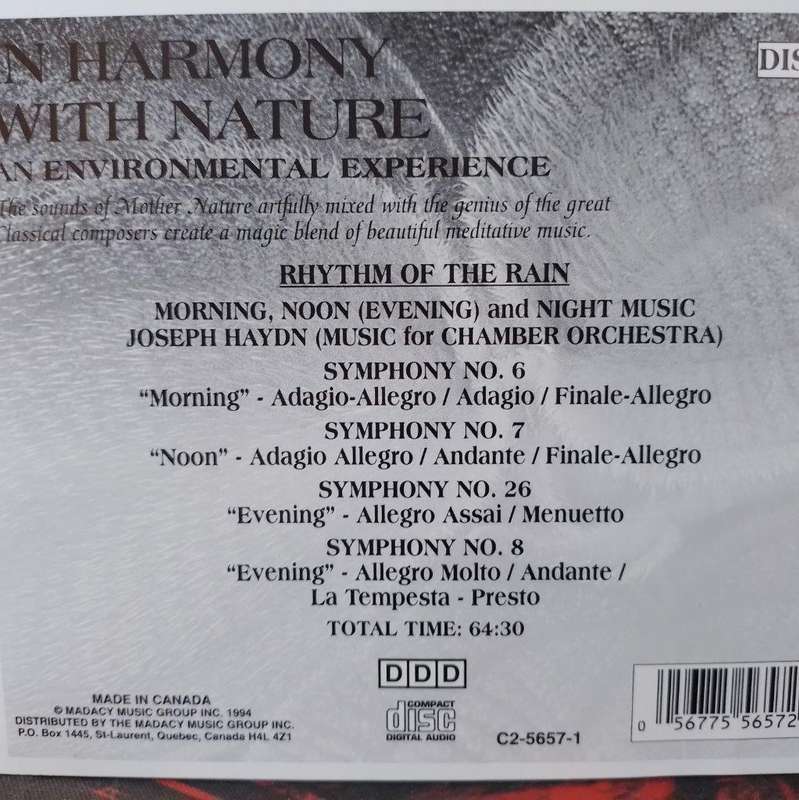 IN HARMONY
DIS
WITH NATURE
AN ENVIRONMENTAL EXPERIENCE
The sounds of Mother Nature artfully mixed with the genius of the great
Classical composers create a magic blend of beautiful meditative music.
RHYTHM OF THE RAIN
MORNING, NOON (EVENING) and NIGHT MUSIC
JOSEPH HAYDN (MUSIC for CHAMBER ORCHESTRA)
SYMPHONY NO. 6
“Morning” - Adagio-Allegro / Adagio / Finale-Allegro
SYMPHONY NO. 7
“Noon” - Adagio Allegro / Andante / Finale-Allegro
SYMPHONY NO. 26
“Evening” - Allegro Assai / Menuetto
SYMPHONY NO. 8
“Evening” - Allegro Molto / Andante /
La Tempesta - Presto
TOTAL TIME: 64:30
DDD
MADE IN CANADA
© MADACY MUSIC GROUP INC. 1994
DISTRIBUTED BY THE MADACY MUSIC GROUP INC.
P.O. Box 1445, St-Laurent, Quebec, Canada H4L 4Z1
COMPACT
disc
DIGITAL AUDIO
C2-5657-1
0 56775 56572